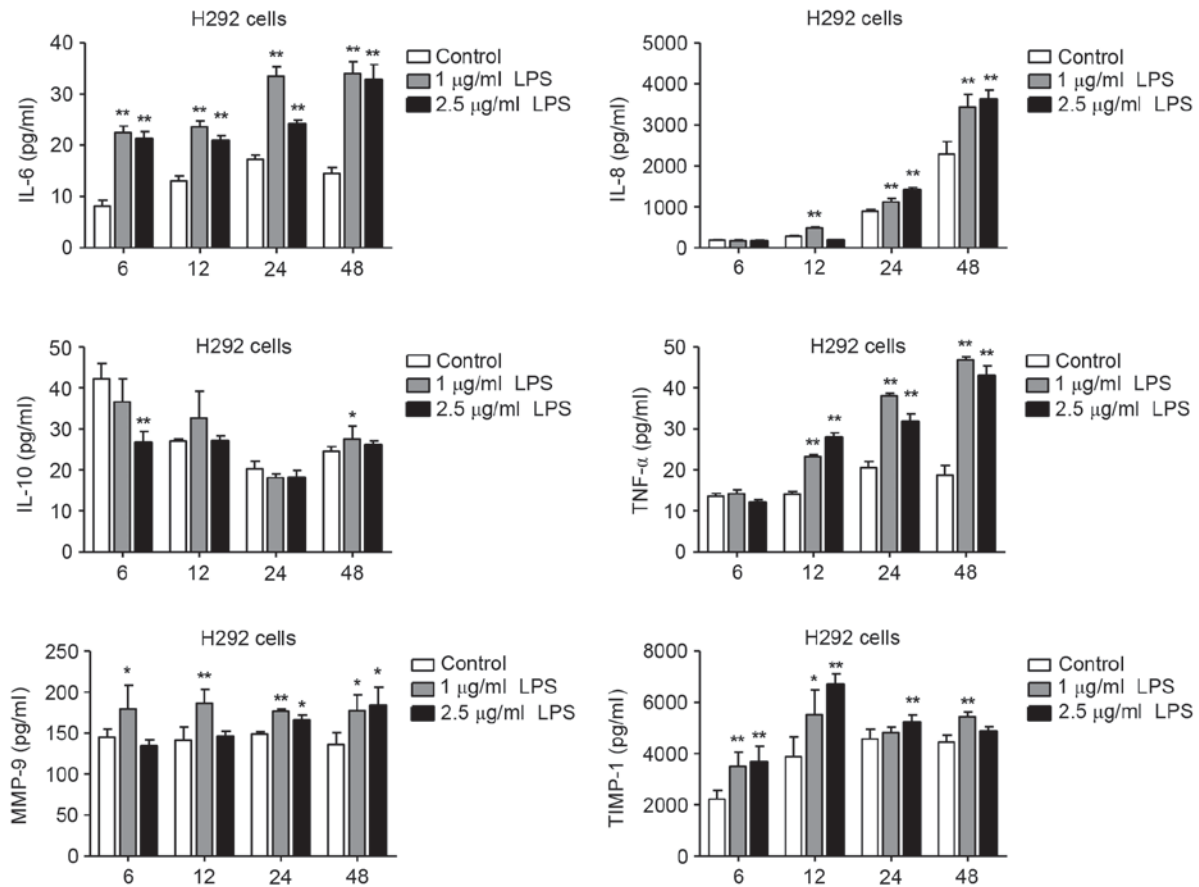 H292 cells
IL-6 (pg/ml)
40
30
20
10
0
** ** ** ** ** ** ** **
6 12 24 48
Control
1 µg/ml LPS
2.5 µg/ml LPS
H292 cells
IL-8 (pg/ml)
5000
4000
3000
2000
1000
0
** ** ** ** **
6 12 24 48
Control
1 µg/ml LPS
2.5 µg/ml LPS
H292 cells
IL-10 (pg/ml)
50
40
30
20
10
0
** *
6 12 24 48
Control
1 µg/ml LPS
2.5 µg/ml LPS
H292 cells
TNF-α (pg/ml)
50
40
30
20
10
0
** ** ** ** ** **
6 12 24 48
Control
1 µg/ml LPS
2.5 µg/ml LPS
H292 cells
MMP-9 (pg/ml)
250
200
150
100
50
0
* ** ** * * *
6 12 24 48
Control
1 µg/ml LPS
2.5 µg/ml LPS
H292 cells
TIMP-1 (pg/ml)
8000
6000
4000
2000
0
** ** * ** ** **
6 12 24 48
Control
1 µg/ml LPS
2.5 µg/ml LPS